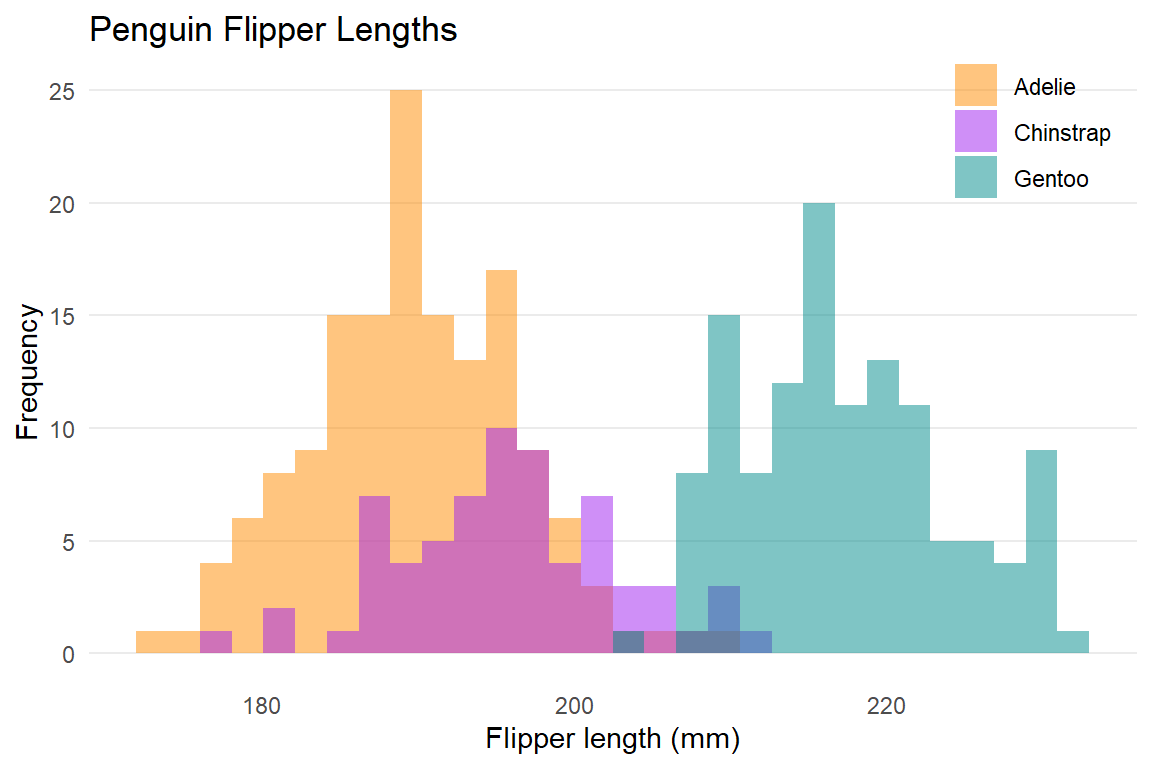 Penguin Flipper Lengths
Adelie
Chinstrap
Gentoo
Frequency
25
20
15
10
5
0
180 200 220
Flipper length (mm)